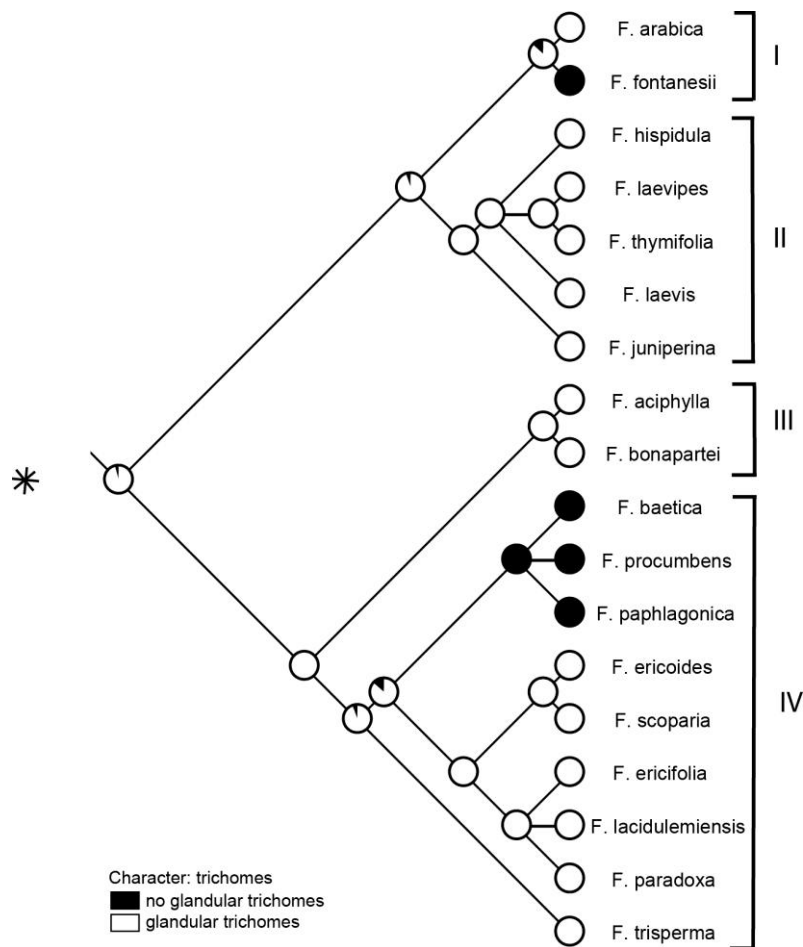 F. arabica
F. fontanesii
I
F. hispidula
F. laevipes
F. thymifolia
F. laevis
F. juniperina
II
F. aciphylla
F. bonapartei
III
F. baetica
F. procumbens
F. paphlagonica
F. ericoides
F. scoparia
F. ericifolia
F. lacidulemiensis
F. paradoxa
F. trisperma
IV
Character: trichomes
no glandular trichomes
glandular trichomes